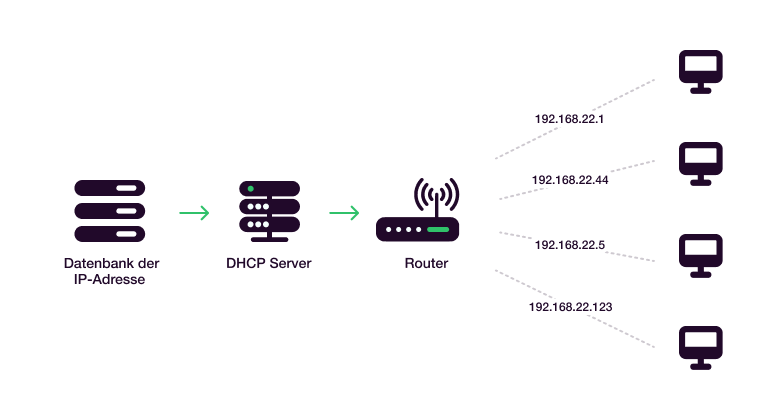 192.168.22.1
192.168.22.44
192.168.22.5
Datenbank der
IP-Adresse
DHCP Server
Router
192.168.22.123